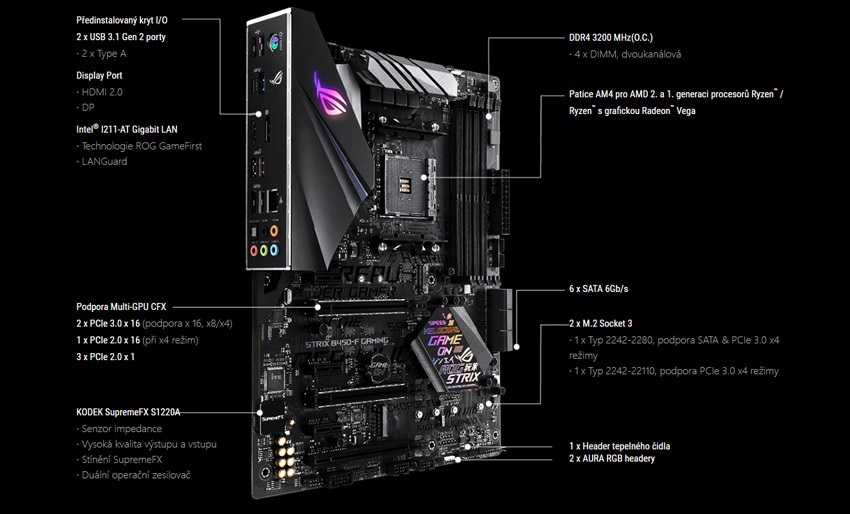 Předinstalovaný kryt I/O
2 x USB 3.1 Gen 2 porty
· 2 x Type A
Display Port
· HDMI 2.0
· DP
Intel® I211-AT Gigabit LAN
· Technologie ROG GameFirst
· LANGuard
Podpora Multi-GPU CFX
2 x PCIe 3.0 x 16 (podpora x 16, x8/x4)
1 x PCIe 2.0 x 16 (při x4 režim)
3 x PCIe 2.0 x 1
KODEK SupremeFX S1220A
· Senzor impedance
· Vysoká kvalita výstupu a vstupu
· Stínění SupremeFX
· Duální operační zesilovač
STRIX B450-F GAMING
GAME
SUPREMEFX
SPEED
VELOCITY
GAME
ON
STRIX
DDR4 3200 MHz(O.C.)
· 4 x DIMM, dvoukanálová
Patice AM4 pro AMD 2. a 1. generaci procesorů Ryzen™ /
Ryzen™ s grafickou Radeon™ Vega
6 x SATA 6Gb/s
2 x M.2 Socket 3
· 1 x Typ 2242-2280, podpora SATA & PCIe 3.0 x4
režimy
· 1 x Typ 2242-22110, podpora PCIe 3.0 x4 režimy
1 x Header tepelného čidla
2 x AURA RGB headery